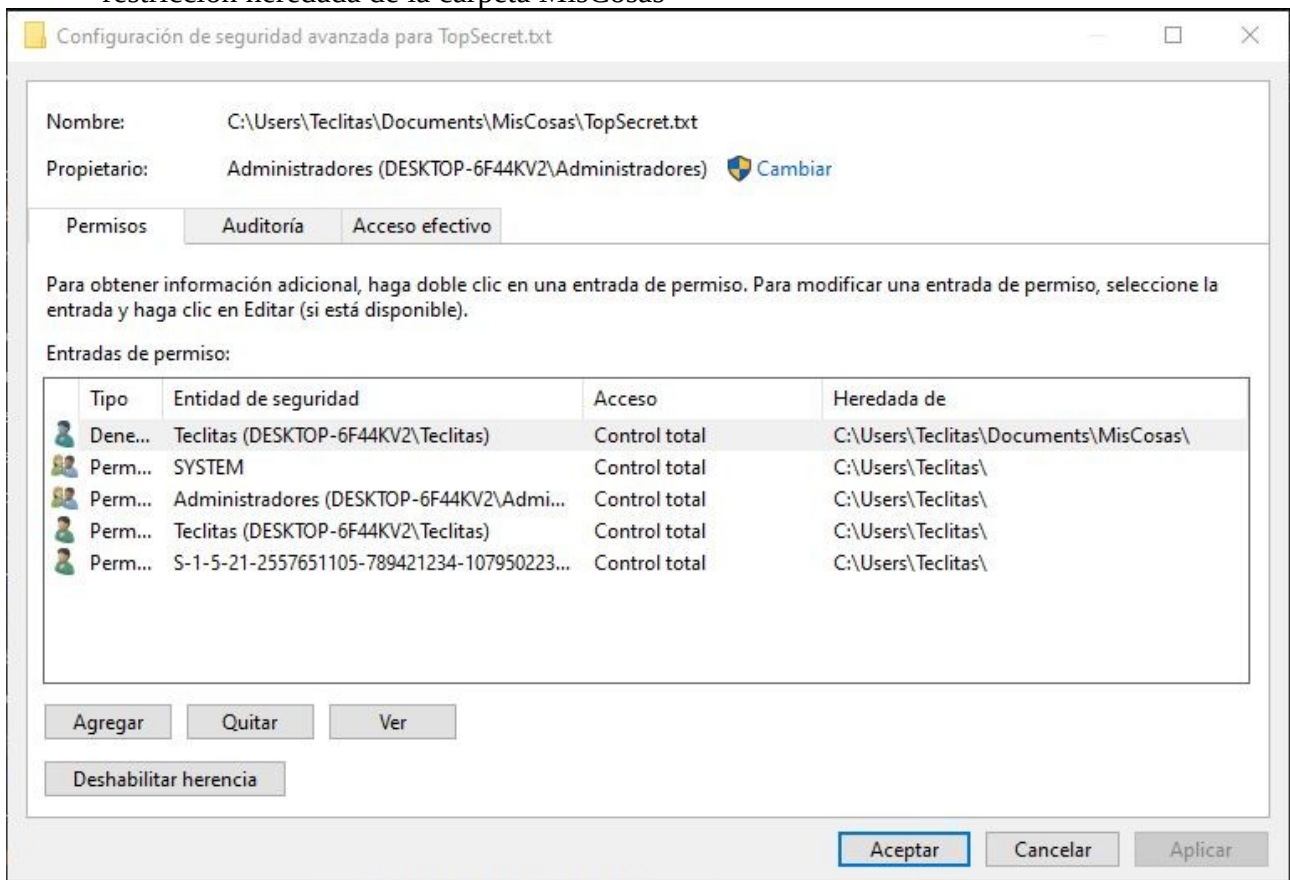 restricción heredada de la carpeta MisCosas
Configuración de seguridad avanzada para TopSecret.txt
Nombre: C:\Users\Teclitas\Documents\MisCosas\TopSecret.txt
Propietario: Administradores (DESKTOP-6F44KV2\Administradores) Cambiar
Permisos Auditoría Acceso efectivo
Para obtener información adicional, haga doble clic en una entrada de permiso. Para modificar una entrada de permiso, seleccione la
entrada y haga clic en Editar (si está disponible).
Entradas de permiso:
Tipo Entidad de seguridad Acceso Heredada de
Dene... Teclitas (DESKTOP-6F44KV2\Teclitas) Control total C:\Users\Teclitas\Documents\MisCosas\
Perm... SYSTEM Control total C:\Users\Teclitas\
Perm... Administradores (DESKTOP-6F44KV2\Admi... Control total C:\Users\Teclitas\
Perm... Teclitas (DESKTOP-6F44KV2\Teclitas) Control total C:\Users\Teclitas\
Perm... S-1-5-21-2557651105-789421234-107950223... Control total C:\Users\Teclitas\
Agregar Quitar Ver
Deshabilitar herencia
Aceptar Cancelar Aplicar